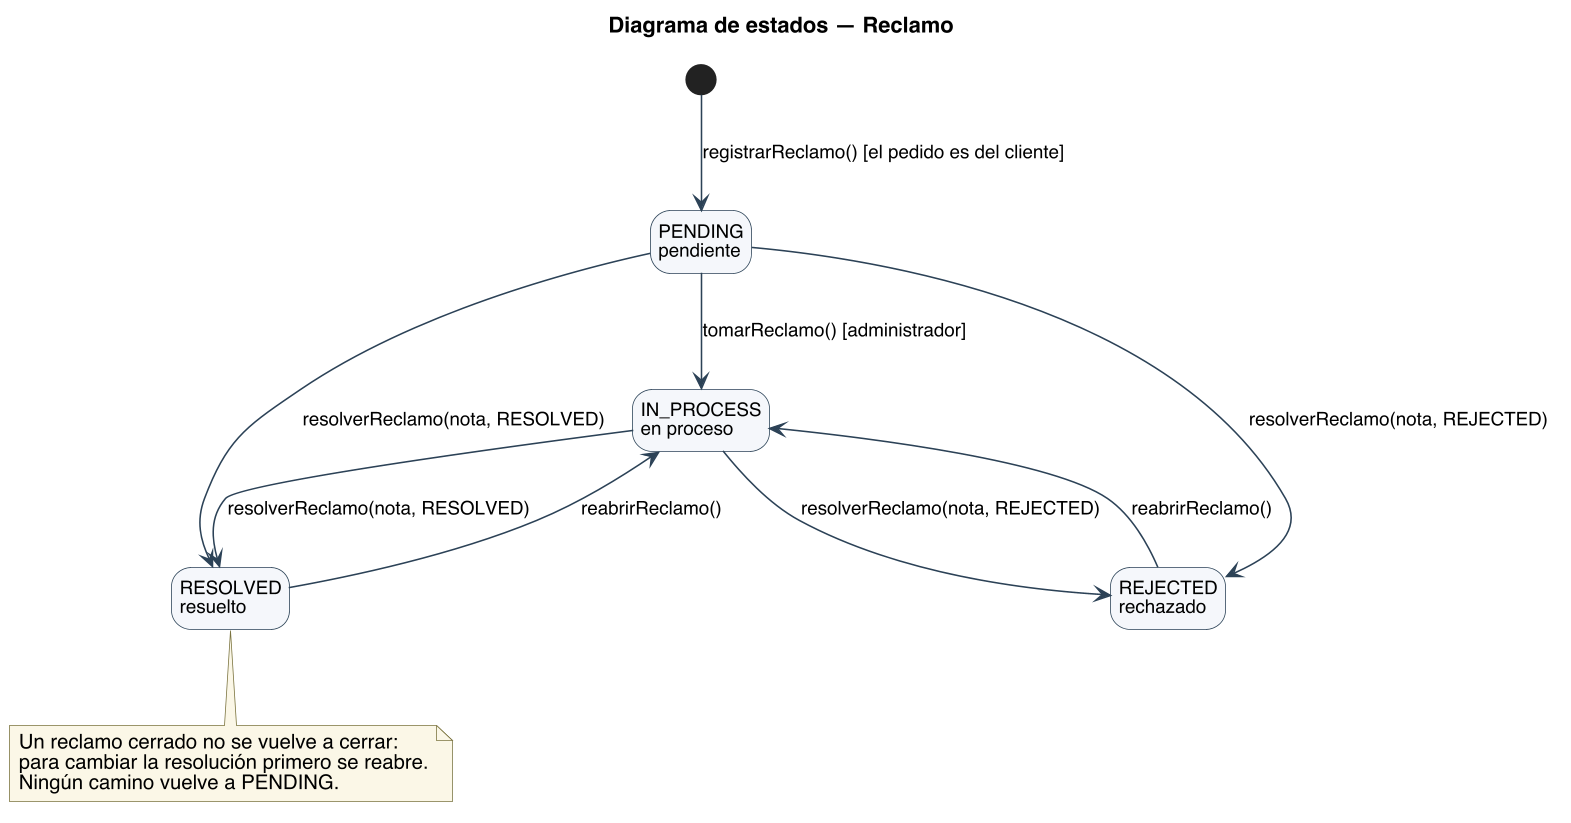 Diagrama de estados — Reclamo
registrarReclamo() [el pedido es del cliente]
PENDING
pendiente
tomarReclamo() [administrador]
IN_PROCESS
en proceso
resolverReclamo(nota, RESOLVED)
resolverReclamo(nota, REJECTED)
resolverReclamo(nota, RESOLVED)
reabrirReclamo()
resolverReclamo(nota, REJECTED)
reabrirReclamo()
RESOLVED
resuelto
REJECTED
rechazado
Un reclamo cerrado no se vuelve a cerrar:
para cambiar la resolución primero se reabre.
Ningún camino vuelve a PENDING.